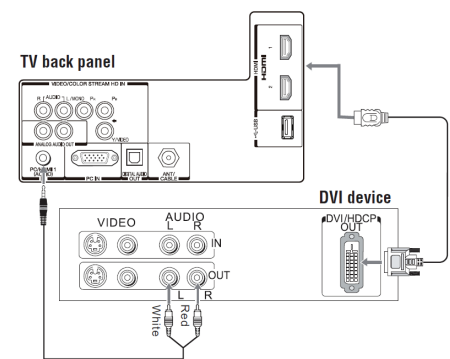 TV back panel
VIDEO/COLOR STREAM HD IN
R AUDIO L L/MONO PB PR
Y/VIDEO
ANALOG AUDIO OUT
PC/HDMI 1
(AUDIO)
PC IN
DIGITAL AUDIO
OUT
ANT/
CABLE
1
HDMI
2
DVI device
DVI/HDCP
OUT
VIDEO
AUDIO
L R
IN
OUT
L R
White
Red